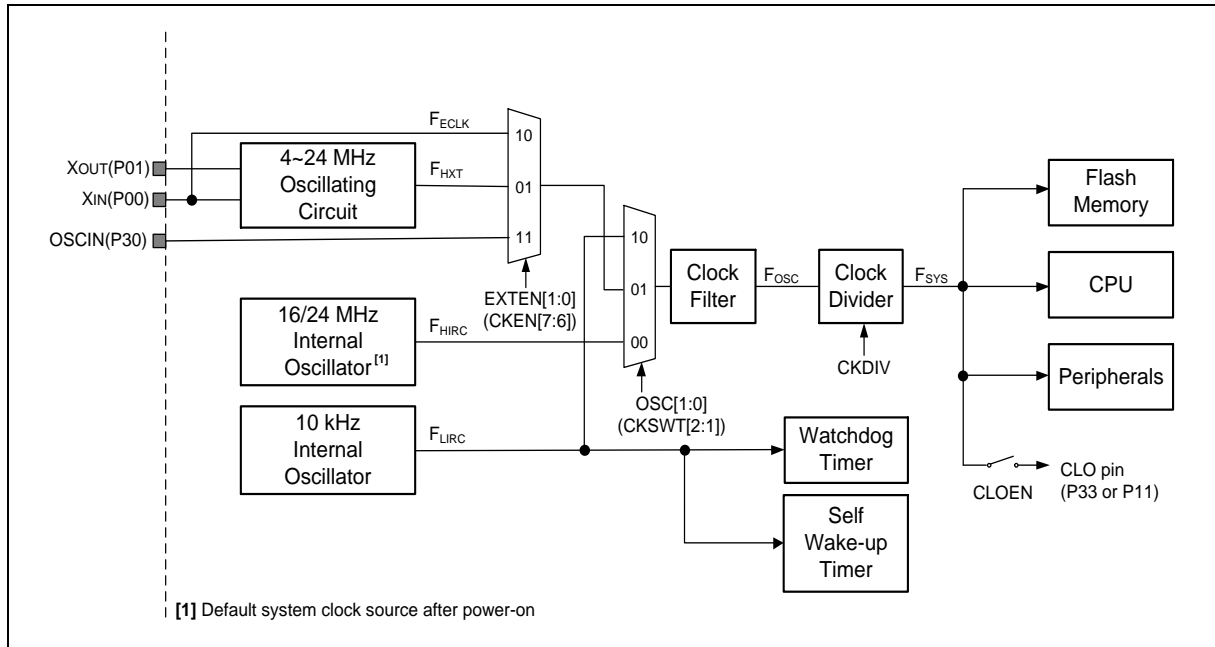 XOUT(P01)
XIN(P00)
OSCIN(P30)
4~24 MHz
Oscillating
Circuit
FECLK
FHXT
10
01
11
EXTEN[1:0]
(CKEN[7:6])
16/24 MHz
Internal
Oscillator[1]
FHIRC
10 kHz
Internal
Oscillator
FLIRC
10
01
00
OSC[1:0]
(CKSWT[2:1])
Clock
Filter
FOSC
Clock
Divider
CKDIV
FSYS
Flash
Memory
CPU
Peripherals
CLOEN
CLO pin
(P33 or P11)
Watchdog
Timer
Self
Wake-up
Timer
[1] Default system clock source after power-on